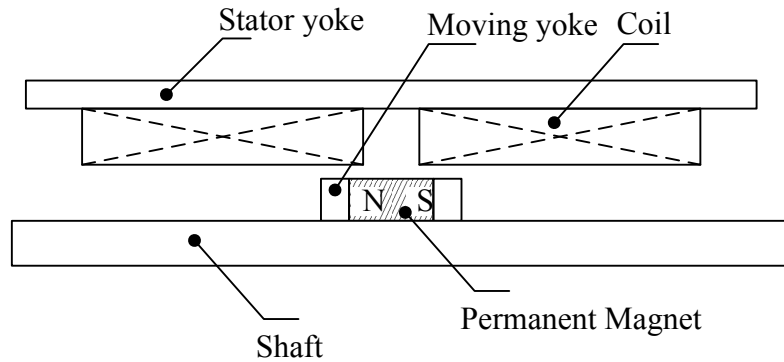 Stator yoke
Moving yoke
Coil
N S
Permanent Magnet
Shaft